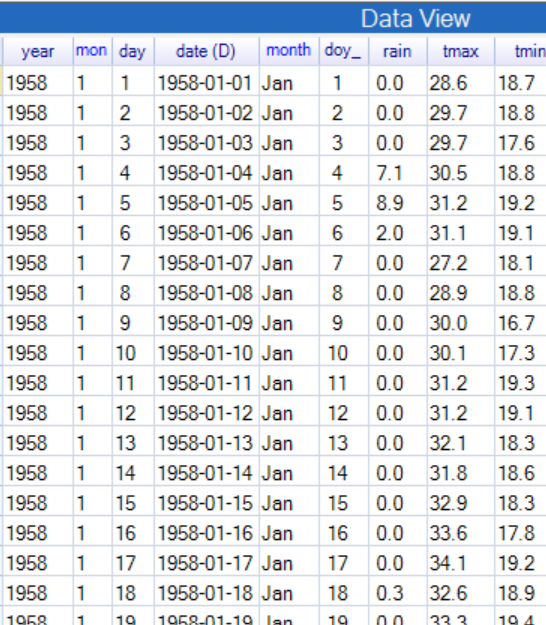 Data View
year mon day date (D) month doy_ rain tmax tmin
1958 1 1 1958-01-01 Jan 1 0.0 28.6 18.7
1958 1 2 1958-01-02 Jan 2 0.0 29.7 18.8
1958 1 3 1958-01-03 Jan 3 0.0 29.7 17.6
1958 1 4 1958-01-04 Jan 4 7.1 30.5 18.8
1958 1 5 1958-01-05 Jan 5 8.9 31.2 19.2
1958 1 6 1958-01-06 Jan 6 2.0 31.1 19.1
1958 1 7 1958-01-07 Jan 7 0.0 27.2 18.1
1958 1 8 1958-01-08 Jan 8 0.0 28.9 18.8
1958 1 9 1958-01-09 Jan 9 0.0 30.0 16.7
1958 1 10 1958-01-10 Jan 10 0.0 30.1 17.3
1958 1 11 1958-01-11 Jan 11 0.0 31.2 19.3
1958 1 12 1958-01-12 Jan 12 0.0 31.2 19.1
1958 1 13 1958-01-13 Jan 13 0.0 32.1 18.3
1958 1 14 1958-01-14 Jan 14 0.0 31.8 18.6
1958 1 15 1958-01-15 Jan 15 0.0 32.9 18.3
1958 1 16 1958-01-16 Jan 16 0.0 33.6 17.8
1958 1 17 1958-01-17 Jan 17 0.0 34.1 19.2
1958 1 18 1958-01-18 Jan 18 0.3 32.6 18.9
1958 1 19 1958-01-19 Jan 19 0.0 33.3 19.4